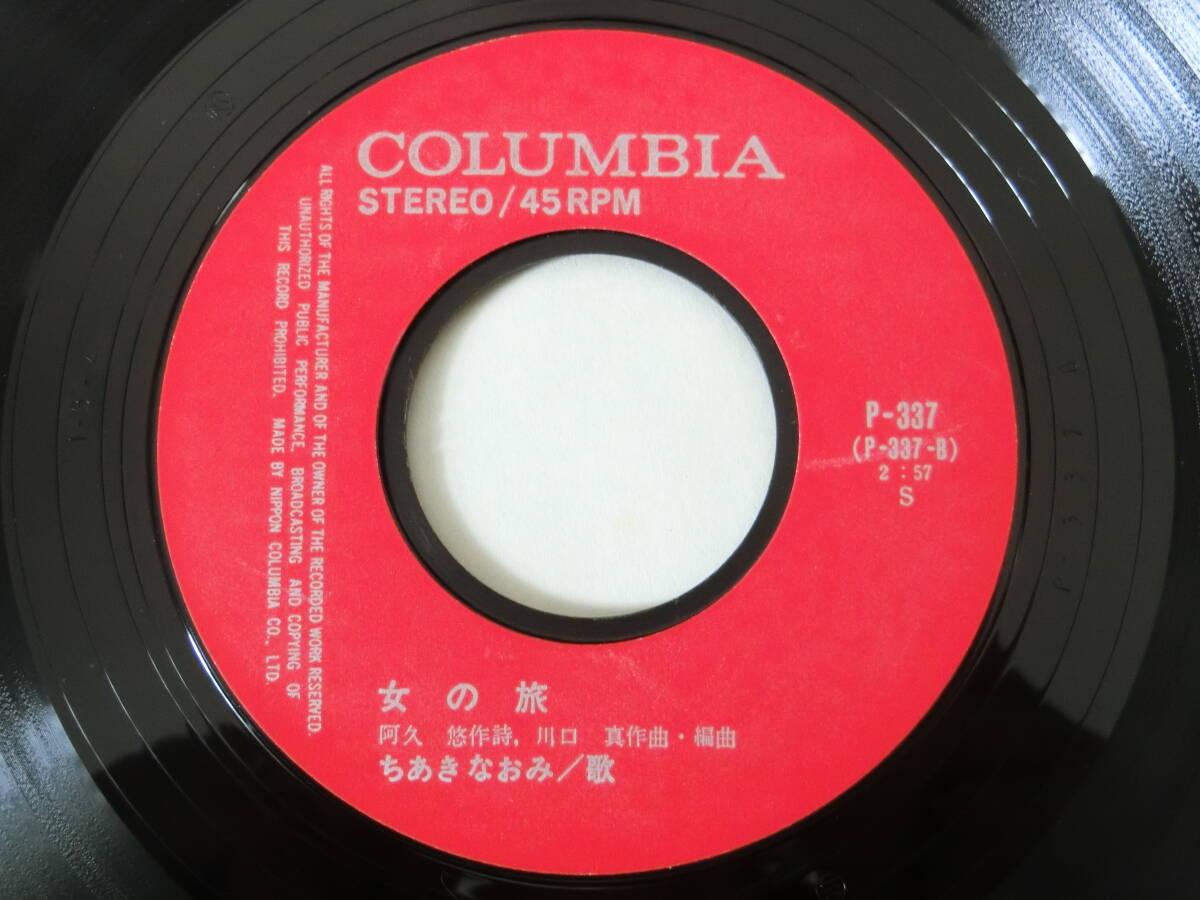 COLUMBIA
STEREO / 45 RPM
ALL RIGHTS OF THE MANUFACTURER AND OF THE OWNER OF THE RECORDED WORK RESERVED.
UNAUTHORIZED PUBLIC PERFORMANCE, BROADCASTING AND COPYING OF
THIS RECORD PROHIBITED. MADE BY NIPPON COLUMBIA CO., LTD.
P-337
(P-337-B)
2:57
S
女の旅
阿久 悠作詩, 川口 真作曲・編曲
ちあきなおみ/歌